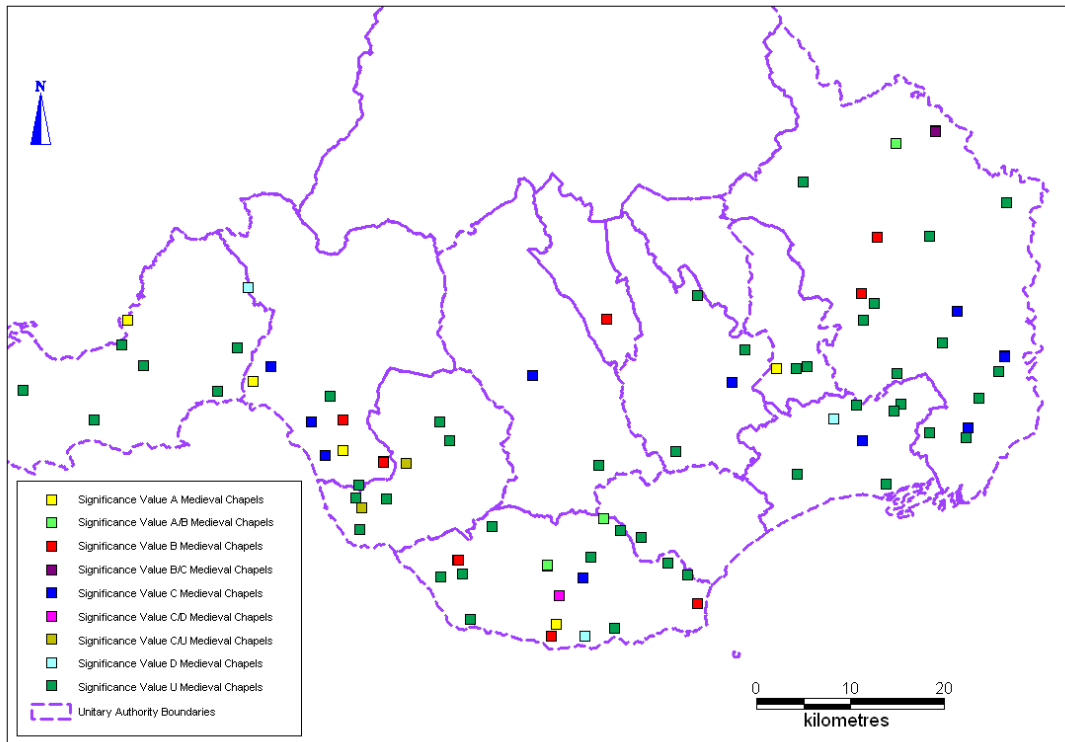 N
Significance Value A Medieval Chapels
Significance Value A/B Medieval Chapels
Significance Value B Medieval Chapels
Significance Value B/C Medieval Chapels
Significance Value C Medieval Chapels
Significance Value C/D Medieval Chapels
Significance Value C/U Medieval Chapels
Significance Value D Medieval Chapels
Significance Value U Medieval Chapels
Unitary Authority Boundaries
0 10 20
kilometres